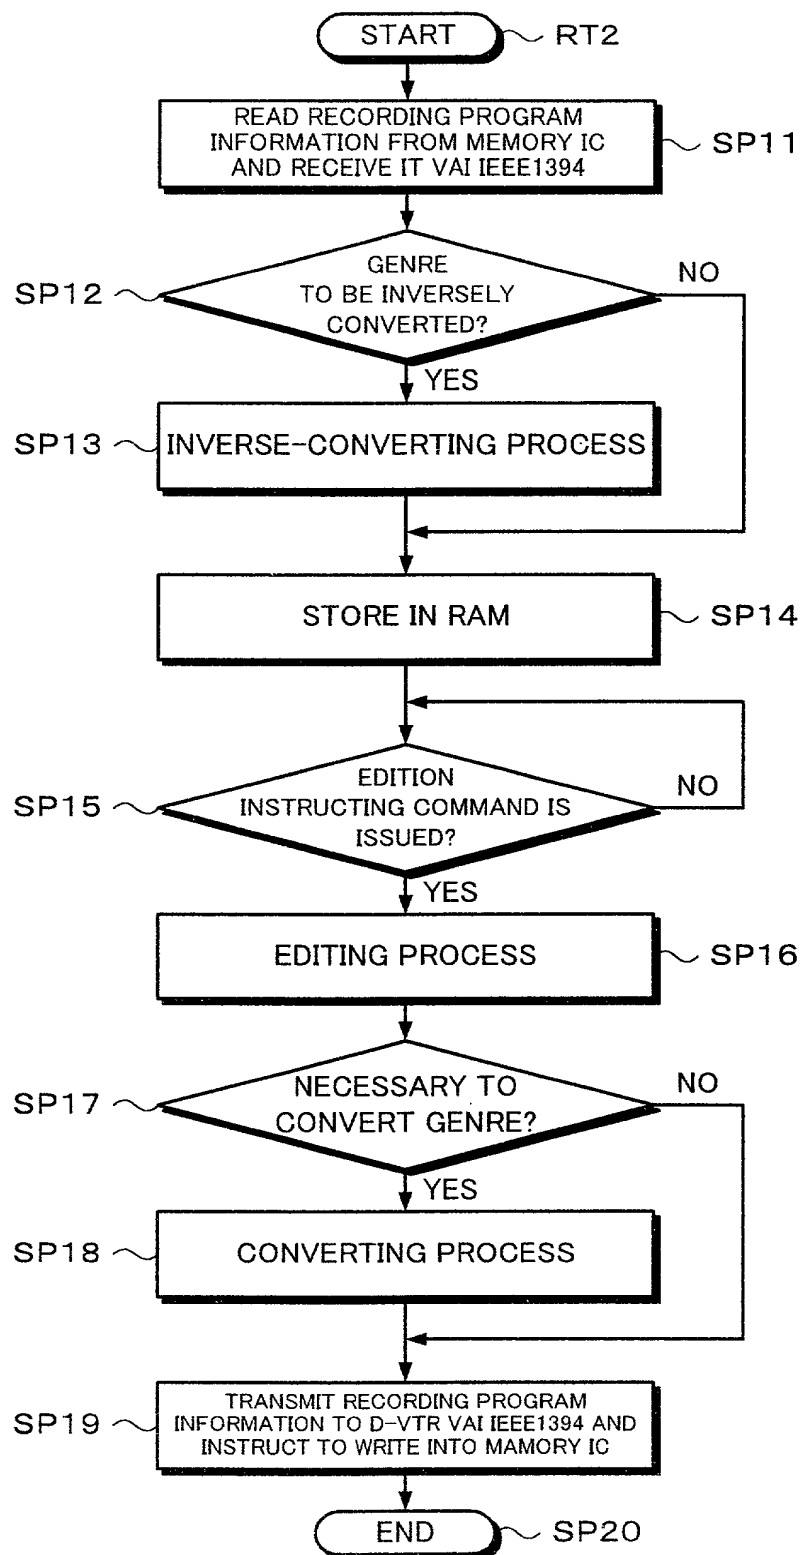 START
RT2
READ RECORDING PROGRAM
INFORMATION FROM MEMORY IC
AND RECEIVE IT VAI IEEE1394
SP11
SP12
GENRE
TO BE INVERSELY
CONVERTED?
NO
YES
SP13
INVERSE-CONVERTING PROCESS
STORE IN RAM
SP14
SP15
EDITION
INSTRUCTING COMMAND IS
ISSUED?
NO
YES
EDITING PROCESS
SP16
SP17
NECESSARY TO
CONVERT GENRE?
NO
YES
SP18
CONVERTING PROCESS
SP19
TRANSMIT RECORDING PROGRAM
INFORMATION TO D-VTR VAI IEEE1394 AND
INSTRUCT TO WRITE INTO MAMORY IC
END
SP20